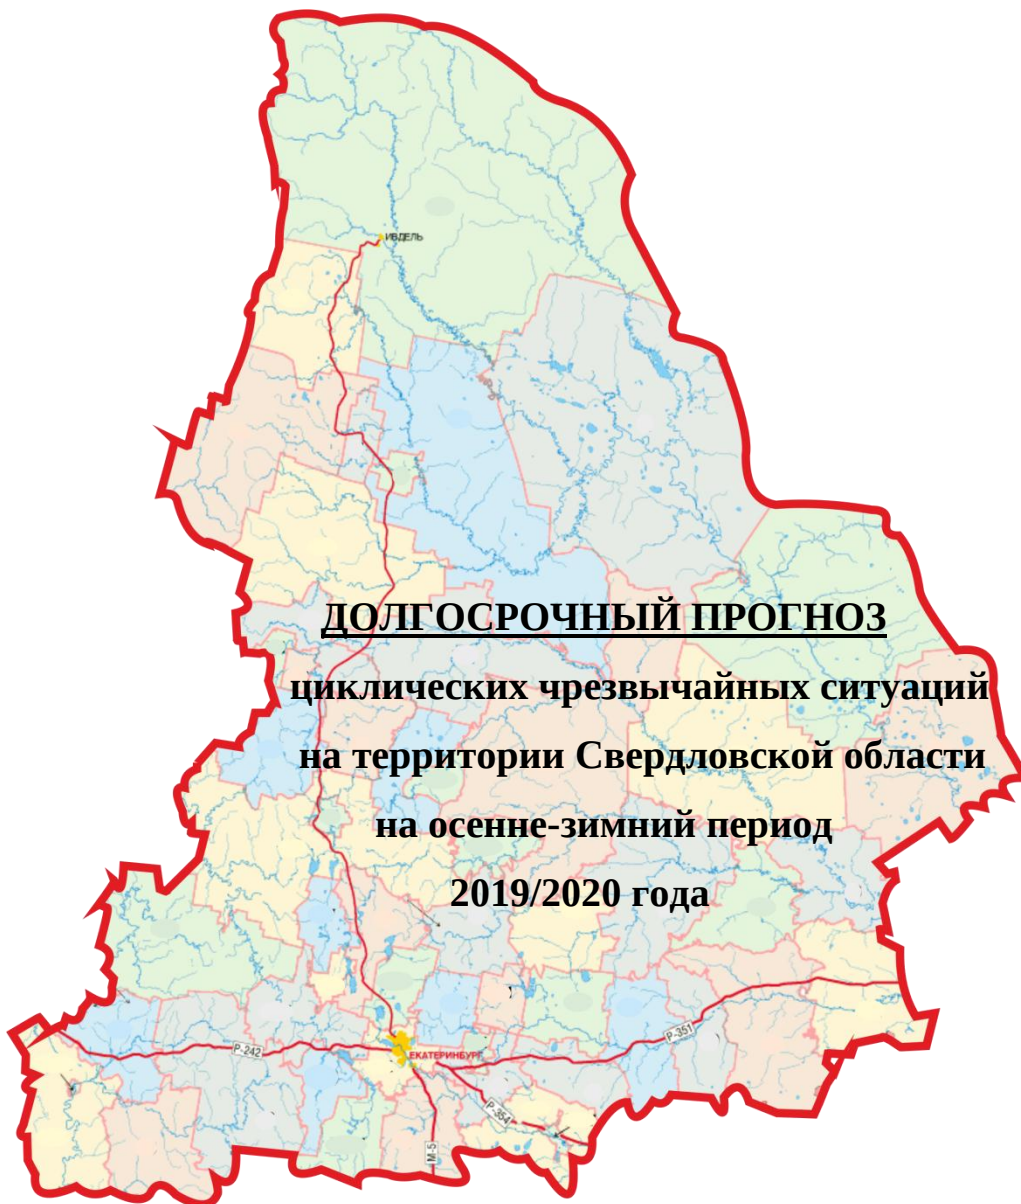 ИВДЕЛЬ
ДОЛГОСРОЧНЫЙ ПРОГНОЗ
циклических чрезвычайных ситуаций
на территории Свердловской области
на осенне-зимний период
2019/2020 года
Р-351
Р-242
ЕКАТЕРИНБУРГ
Р-354
М-5